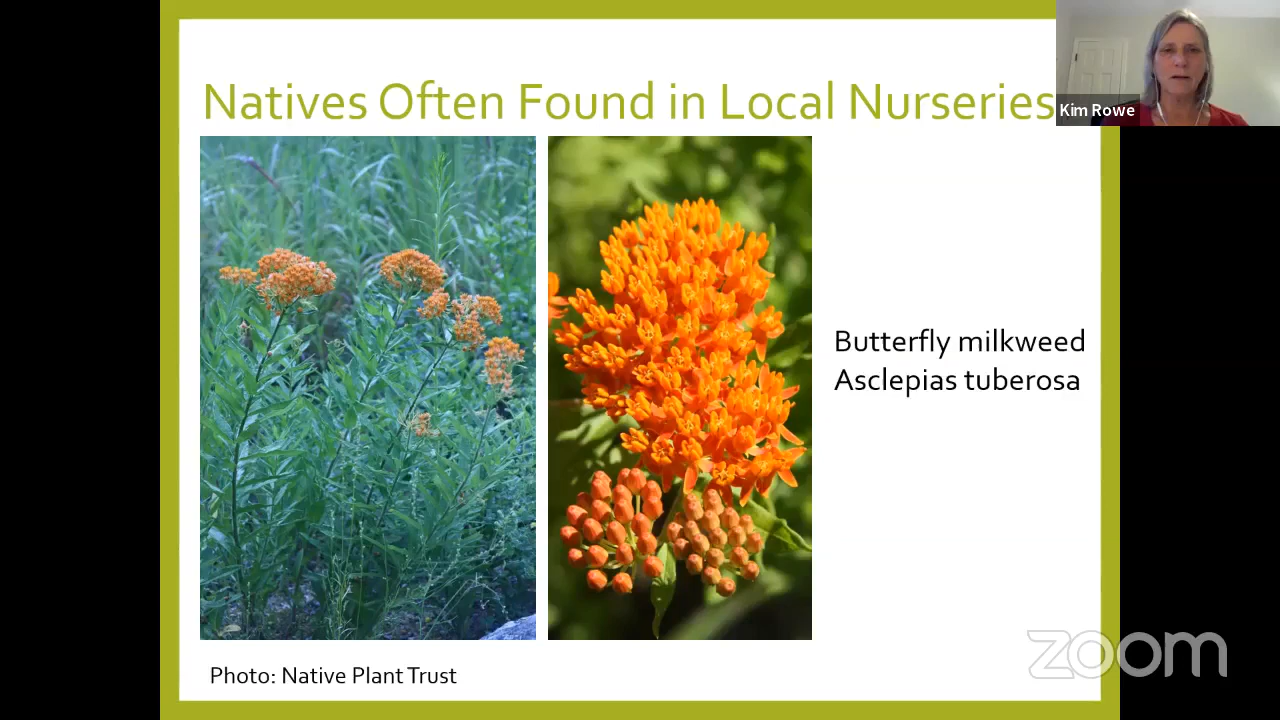 Natives Often Found in Local Nurseries
Kim Rowe
Butterfly milkweed
Asclepias tuberosa
Photo: Native Plant Trust
zoom